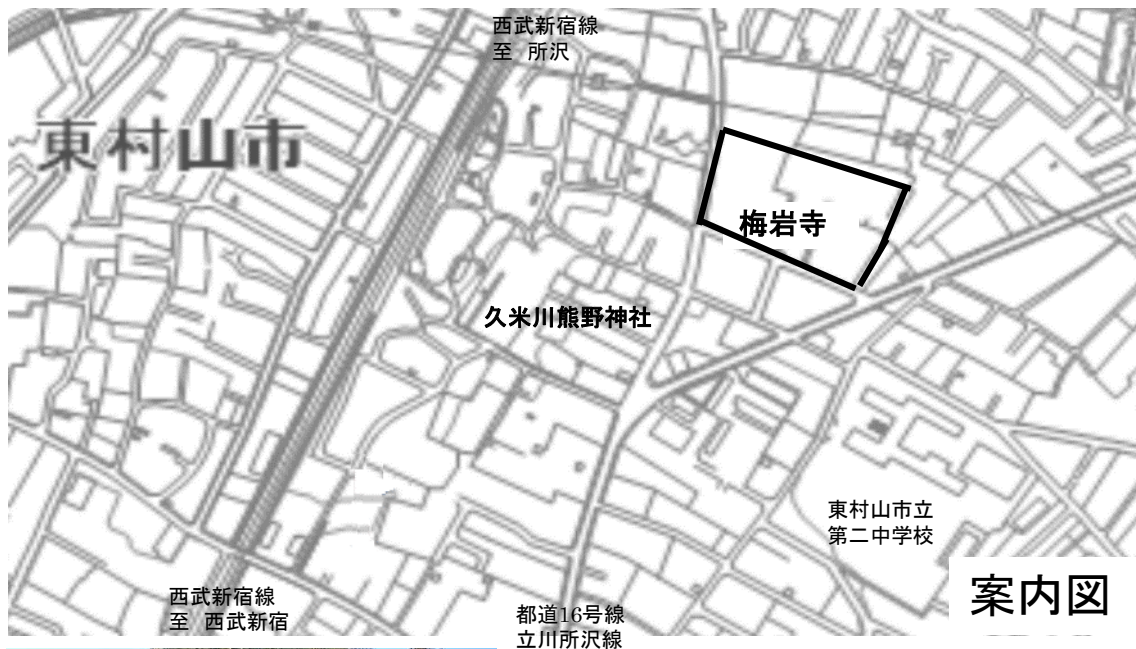 西武新宿線
至 所沢
東村山市
梅岩寺
久米川熊野神社
東村山市立
第二中学校
案内図
西武新宿線
至 西武新宿
都道16号線
立川所沢線